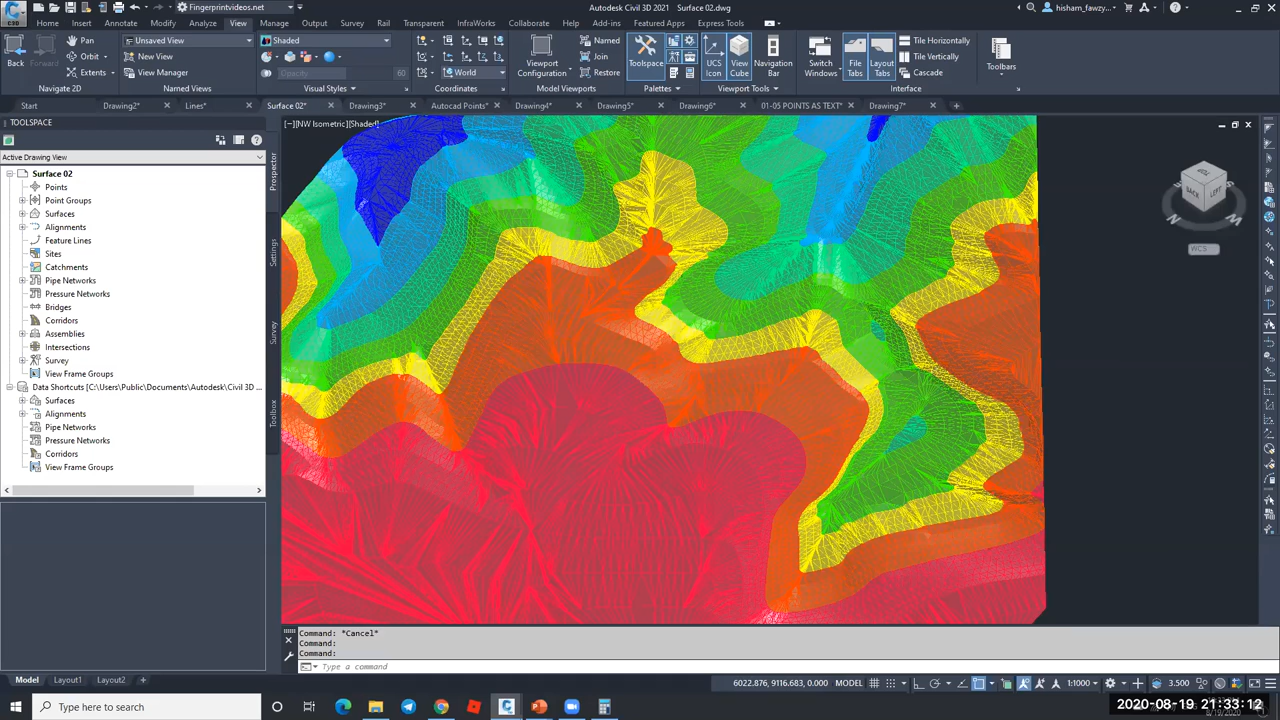 C3D
Fingerprintvideos.net
Autodesk Civil 3D 2021 Surface 02.dwg
hisham_fawzy...
Home Insert Annotate Modify Analyze View Manage Output Survey Rail Transparent InfraWorks Collaborate Help Add-ins Featured Apps Express Tools
Back
Forward
Pan
Orbit
Extents
Navigate 2D
Unsaved View
New View
View Manager
Named Views
Shaded
Opacity 60
Visual Styles
World
Coordinates
Viewport Configuration
Named
Join
Restore
Model Viewports
Toolspace
Palettes
UCS Icon
View Cube
Navigation Bar
Viewport Tools
Switch Windows
File Tabs
Layout Tabs
Tile Horizontally
Tile Vertically
Cascade
Interface
Toolbars
Start Drawing2* Lines* Surface 02* Drawing3* Autocad Points* Drawing4* Drawing5* Drawing6* 01-05 POINTS AS TEXT* Drawing7*
TOOLSPACE
Active Drawing View
Surface 02
Points
Point Groups
Surfaces
Alignments
Feature Lines
Sites
Catchments
Pipe Networks
Pressure Networks
Bridges
Corridors
Assemblies
Intersections
Survey
View Frame Groups
Data Shortcuts [C:\Users\Public\Documents\Autodesk\Civil 3D ...
Surfaces
Alignments
Pipe Networks
Pressure Networks
Corridors
View Frame Groups
Prospector
Settings
Survey
Toolbox
[−][NW Isometric][Shaded]
BACK
LEFT
W
WCS
Command: *Cancel*
Command:
Command:
Type a command
Model Layout1 Layout2
6022.876, 9116.683, 0.000 MODEL
1:1000
3.500
Type here to search
2020-08-19 21:33:12